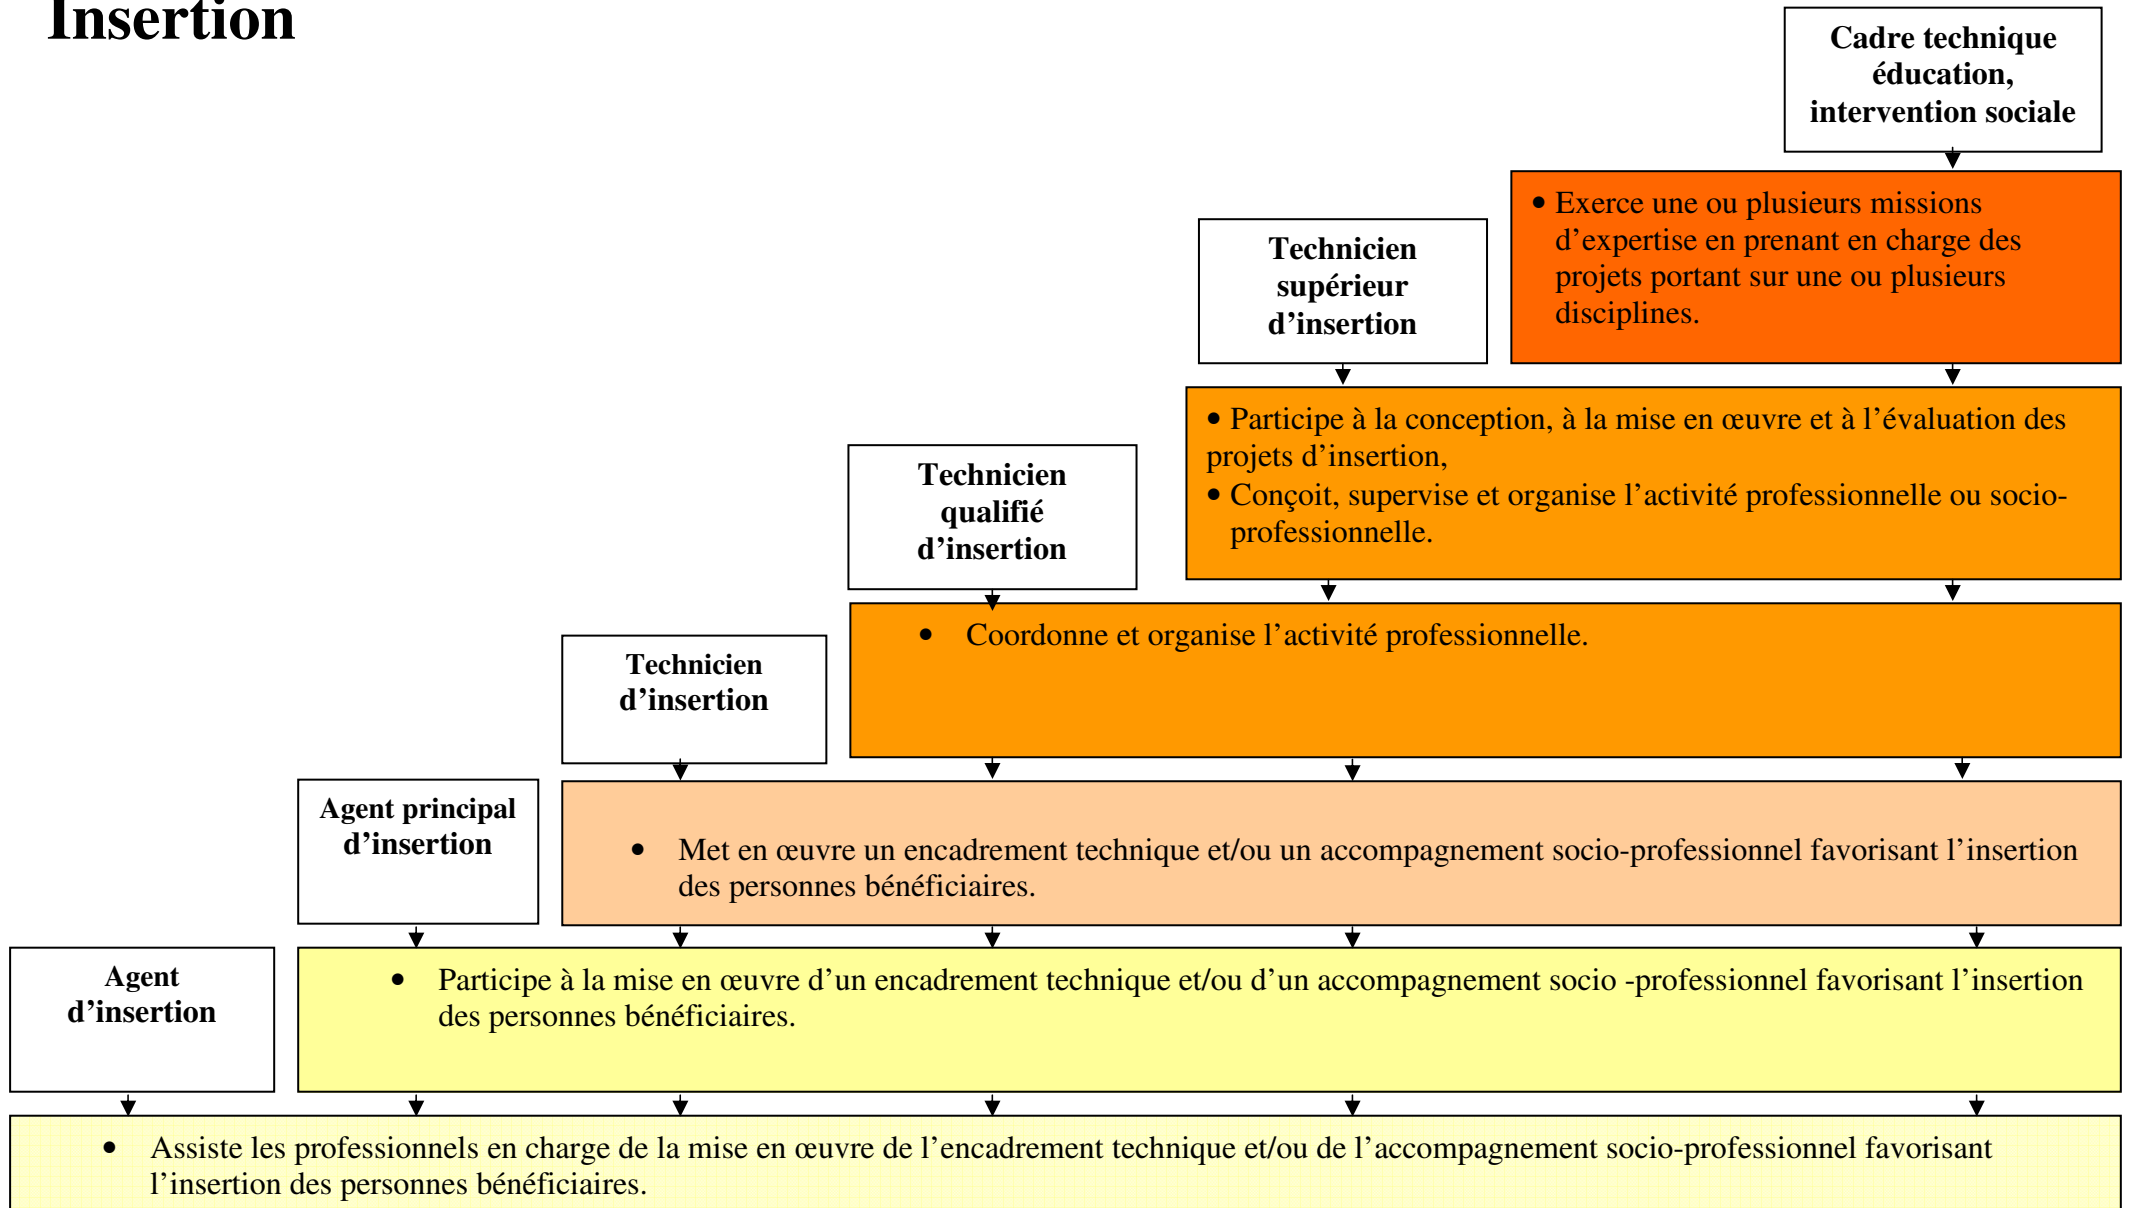 Insertion
Cadre technique
éducation,
intervention sociale
• Exerce une ou plusieurs missions
d’expertise en prenant en charge des
projets portant sur une ou plusieurs
disciplines.
Technicien
supérieur
d’insertion
• Participe à la conception, à la mise en œuvre et à l’évaluation des
projets d’insertion,
• Conçoit, supervise et organise l’activité professionnelle ou socio-
professionnelle.
Technicien
qualifié
d’insertion
• Coordonne et organise l’activité professionnelle.
Technicien
d’insertion
• Met en œuvre un encadrement technique et/ou un accompagnement socio-professionnel favorisant l’insertion
des personnes bénéficiaires.
Agent principal
d’insertion
• Participe à la mise en œuvre d’un encadrement technique et/ou d’un accompagnement socio -professionnel favorisant l’insertion
des personnes bénéficiaires.
Agent
d’insertion
• Assiste les professionnels en charge de la mise en œuvre de l’encadrement technique et/ou de l’accompagnement socio-professionnel favorisant
l’insertion des personnes bénéficiaires.